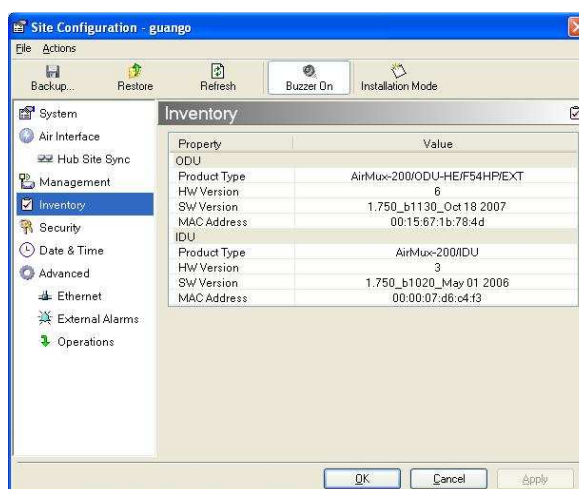 Site Configuration - guango
File Actions
Backup... Restore Refresh Buzzer On Installation Mode
System
Air Interface
Hub Site Sync
Management
Inventory
Security
Date & Time
Advanced
Ethernet
External Alarms
Operations
Inventory
Property Value
ODU
Product Type AirMux-200/ODU-HE/F54HP/EXT
HW Version 6
SW Version 1.750_b1130_Oct 18 2007
MAC Address 00:15:67:1b:78:4d
IDU
Product Type AirMux-200/IDU
HW Version 3
SW Version 1.750_b1020_May 01 2006
MAC Address 00:00:07:d6:c4:f3
OK Cancel Apply